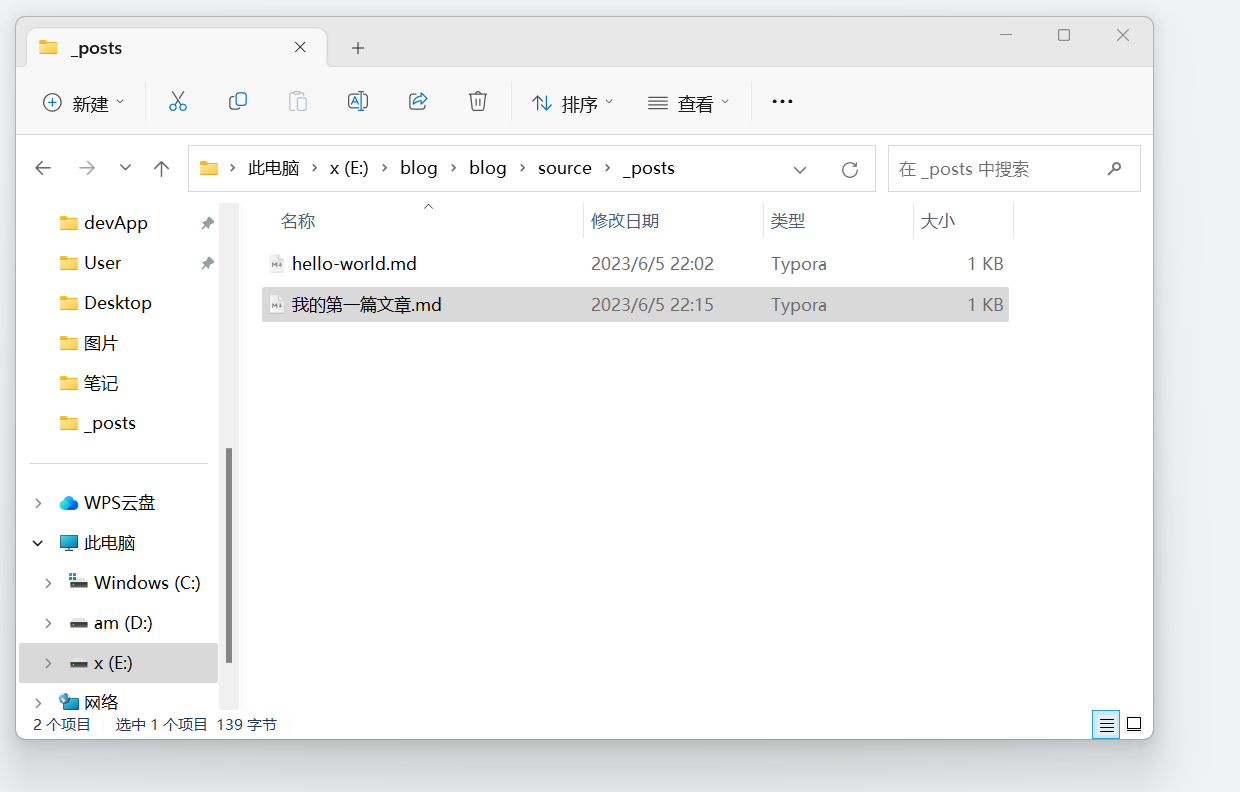 _posts
新建 排序 查看
此电脑 x (E:) blog blog source _posts 在 _posts 中搜索
名称 修改日期 类型 大小
hello-world.md 2023/6/5 22:02 Typora 1 KB
我的第一篇文章.md 2023/6/5 22:15 Typora 1 KB
devApp
User
Desktop
图片
笔记
_posts
WPS云盘
此电脑
Windows (C:)
am (D:)
x (E:)
网络
2 个项目 选中 1 个项目 139 字节